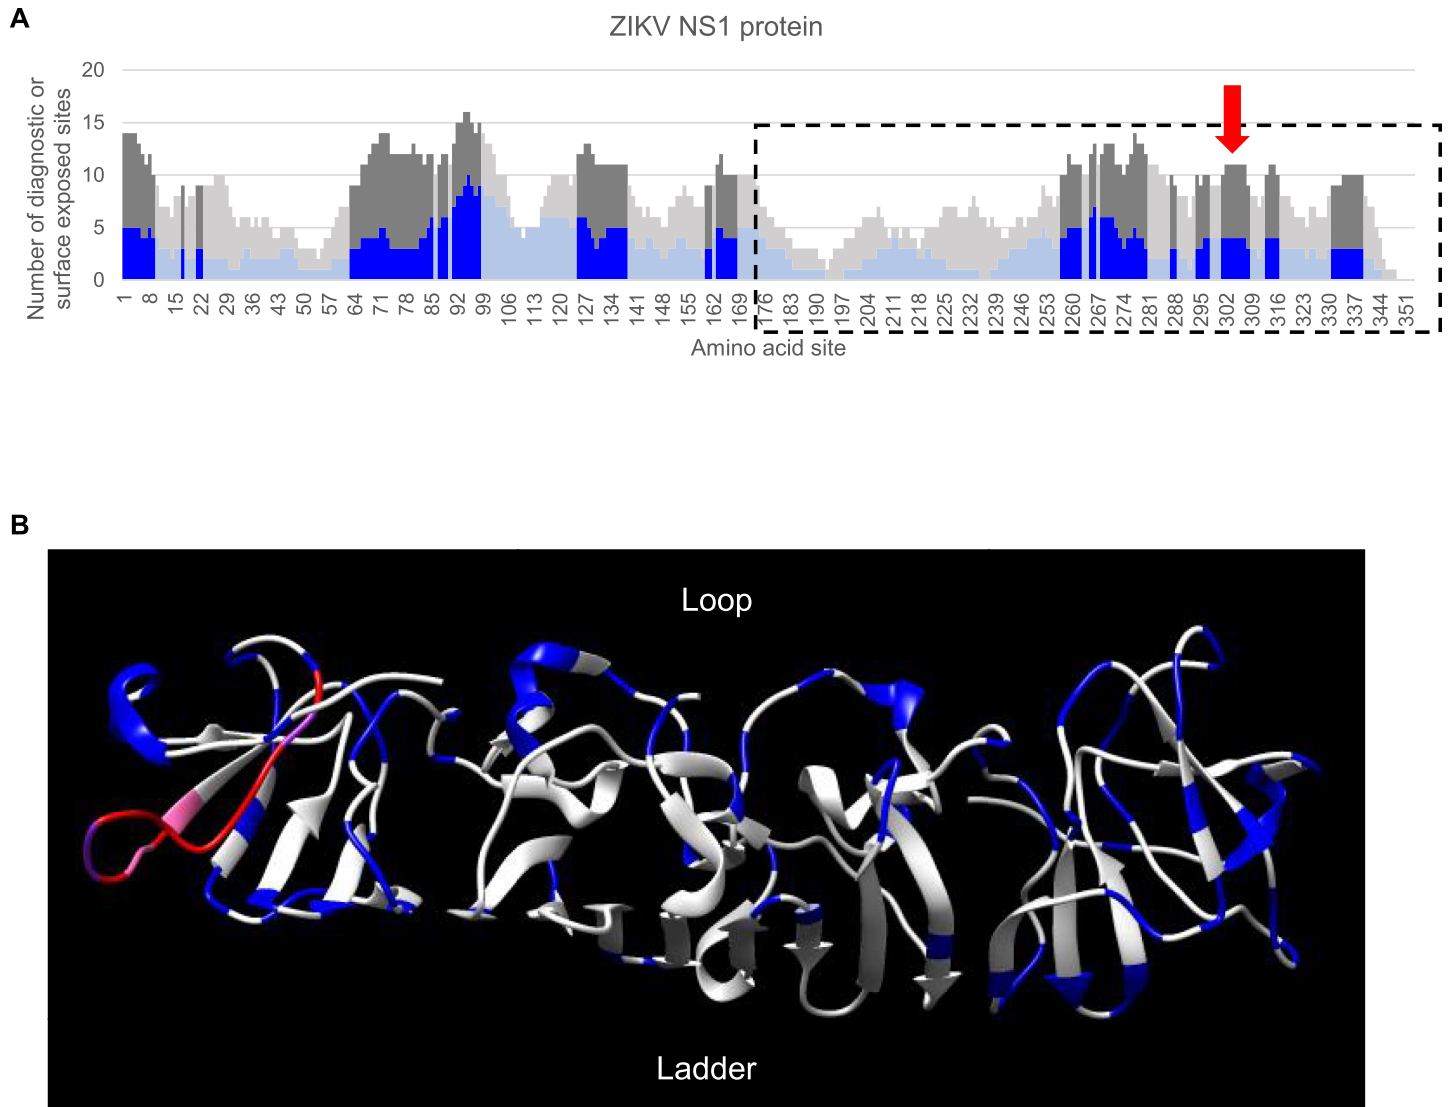 A
ZIKV NS1 protein
Number of diagnostic or
surface exposed sites
20
15
10
5
0
1 8 15 22 29 36 43 50 57 64 71 78 85 92 99 106 113 120 127 134 141 148 155 162 169 176 183 190 197 204 211 218 225 232 239 246 253 260 267 274 281 288 295 302 309 316 323 330 337 344 351
Amino acid site
B
Loop
Ladder